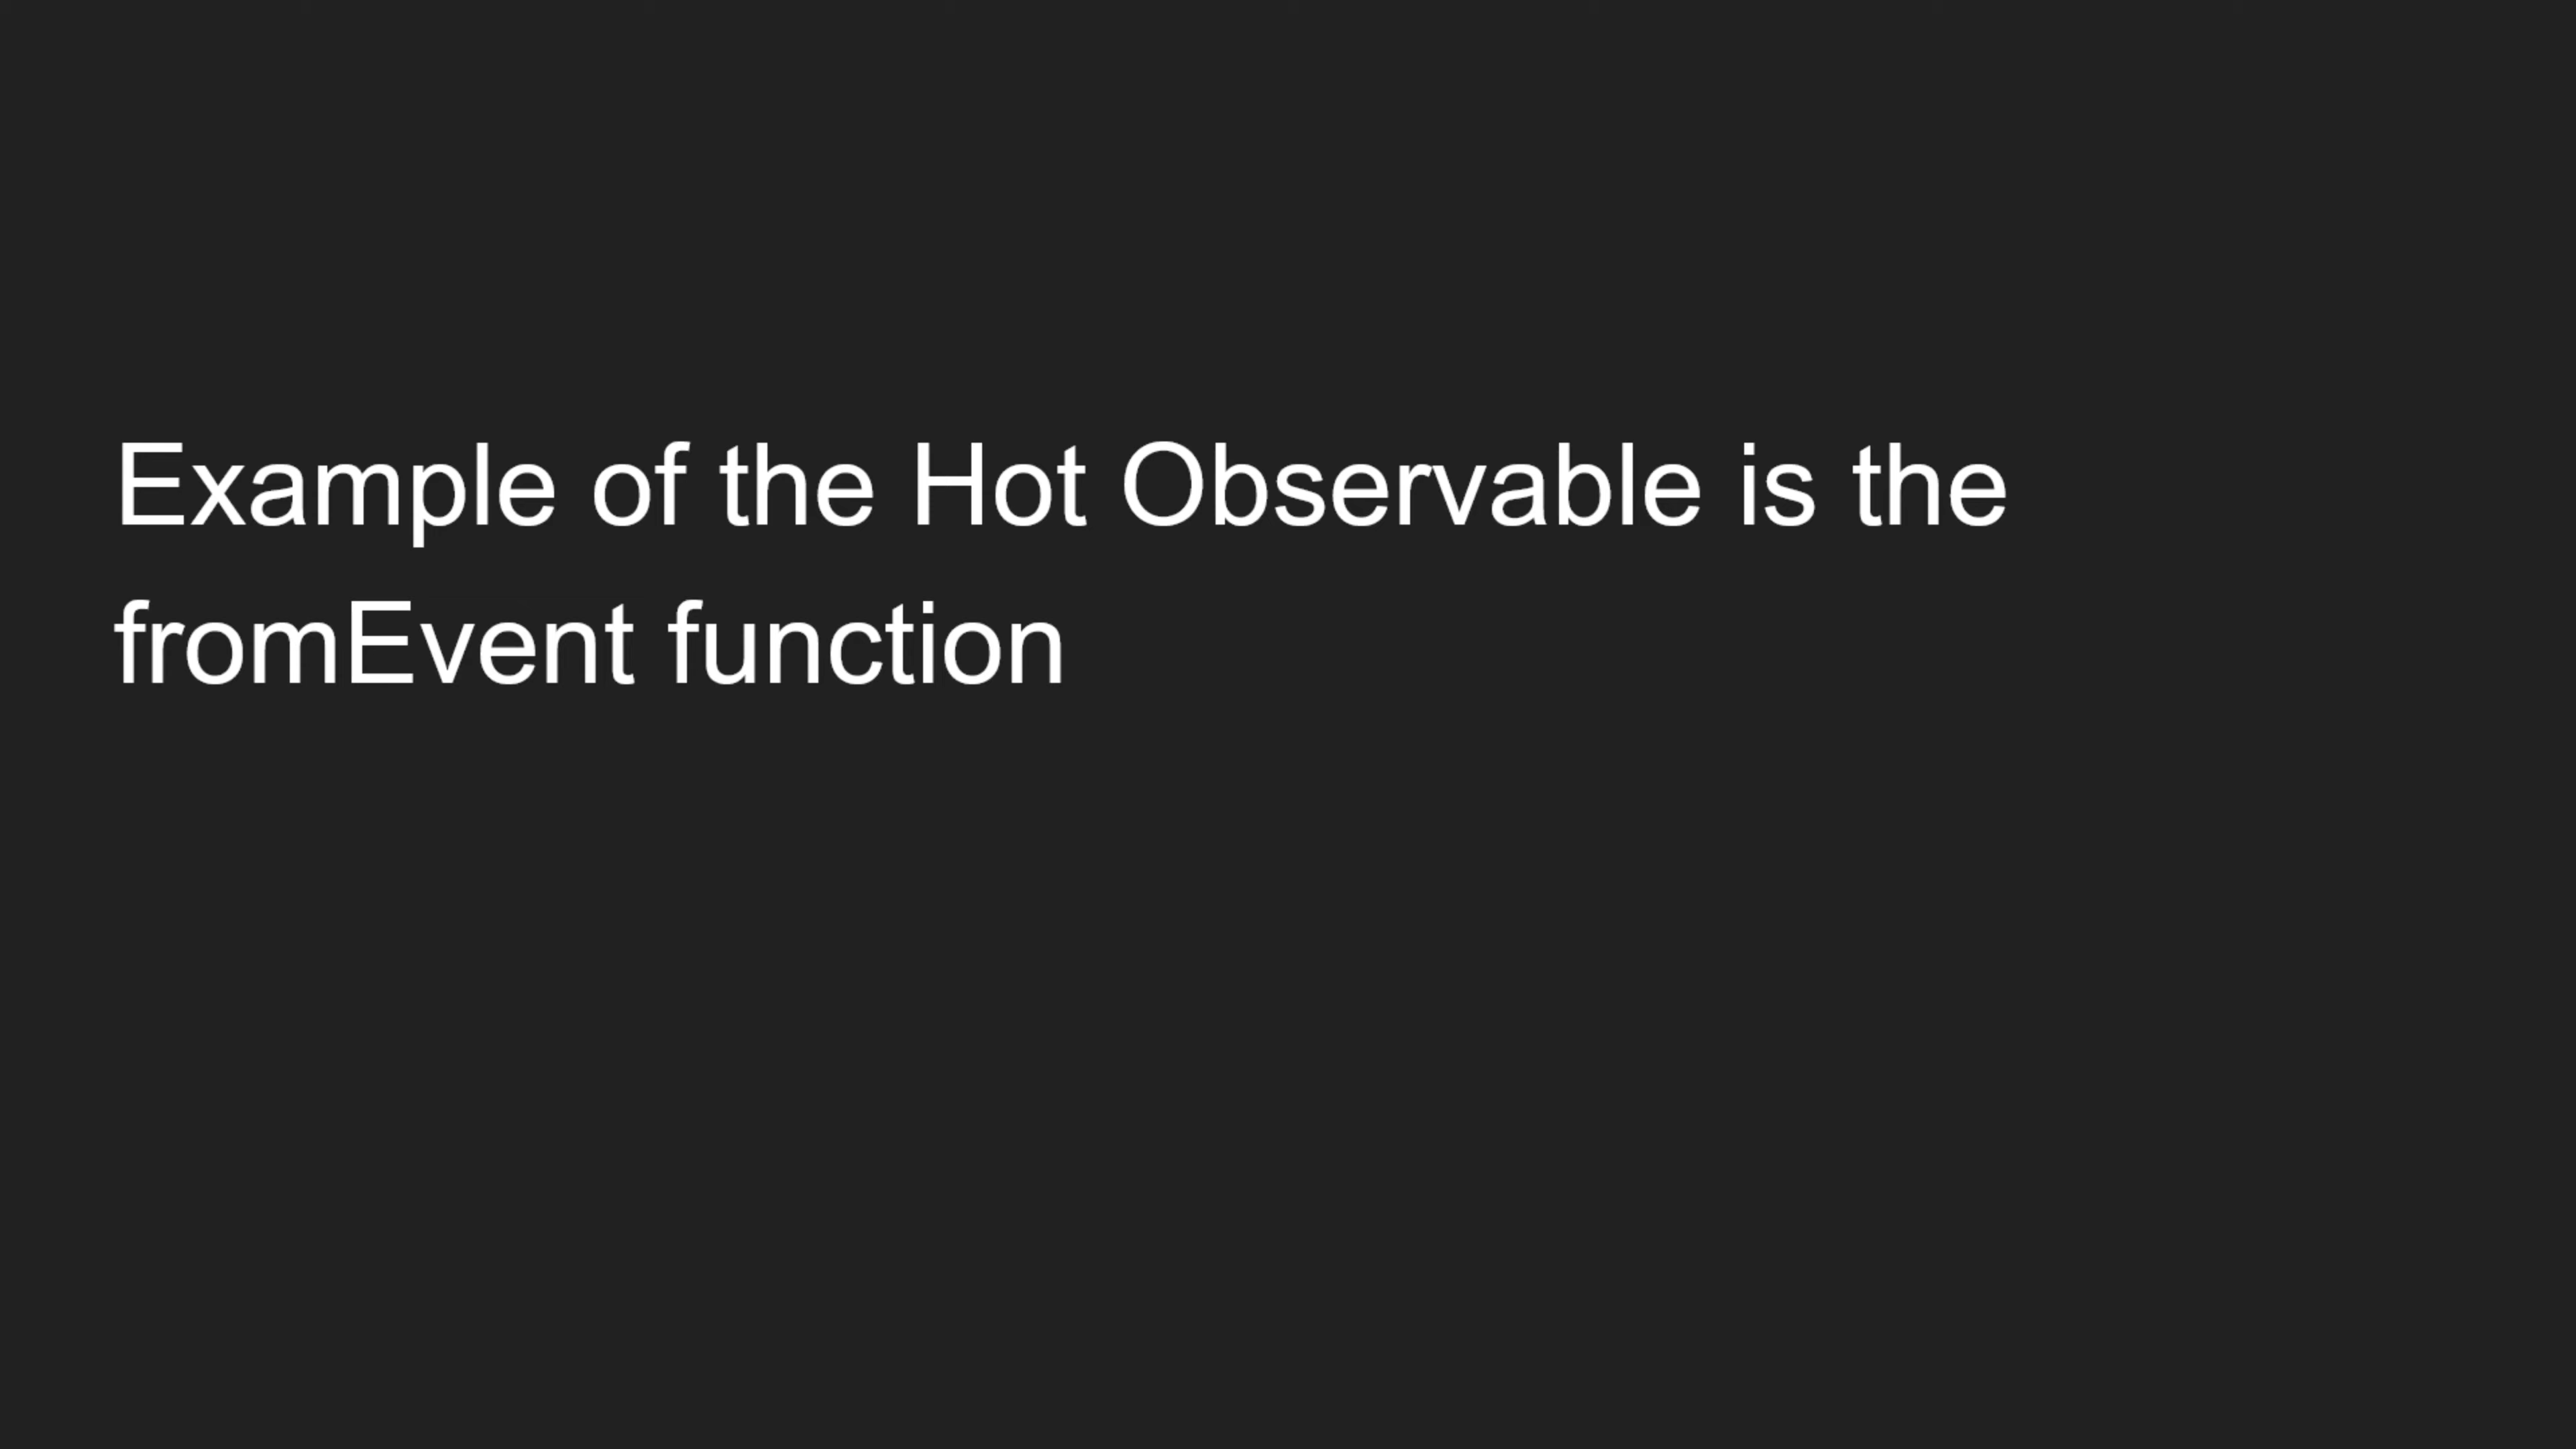 Example of the Hot Observable is the
fromEvent function